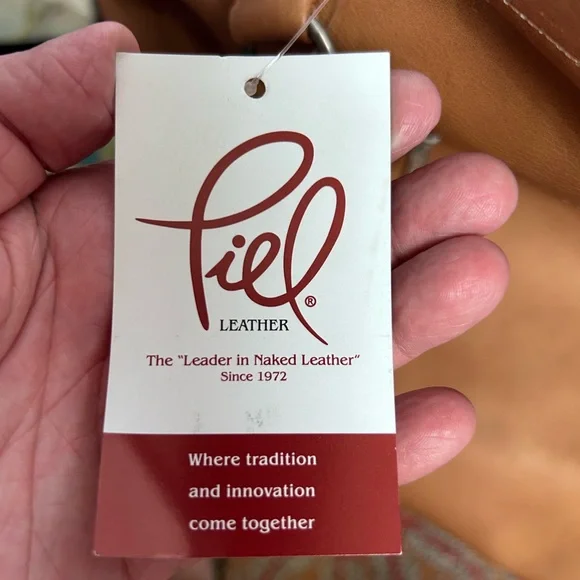 Piel®
LEATHER
The "Leader in Naked Leather"
Since 1972
Where tradition
and innovation
come together